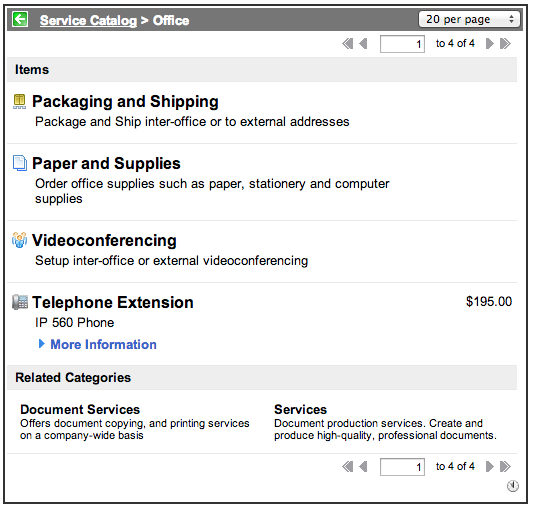 Service Catalog > Office
20 per page
1 to 4 of 4
Items
Packaging and Shipping
Package and Ship inter-office or to external addresses
Paper and Supplies
Order office supplies such as paper, stationery and computer
supplies
Videoconferencing
Setup inter-office or external videoconferencing
Telephone Extension
$195.00
IP 560 Phone
More Information
Related Categories
Document Services
Offers document copying, and printing services
on a company-wide basis
Services
Document production services. Create and
produce high-quality, professional documents.
1 to 4 of 4